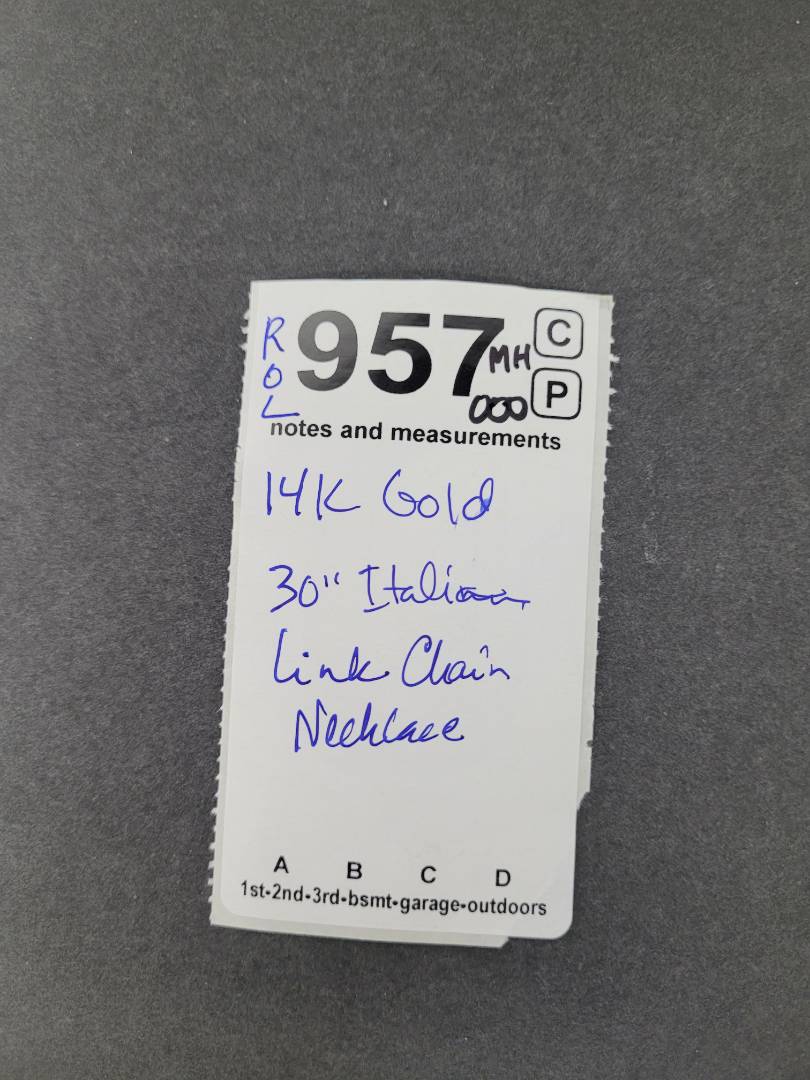 ROL 957 MH C
000 P
notes and measurements
14K Gold
30" Italian
Link Chain
Necklace
A B C D
1st-2nd-3rd-bsmt-garage-outdoors